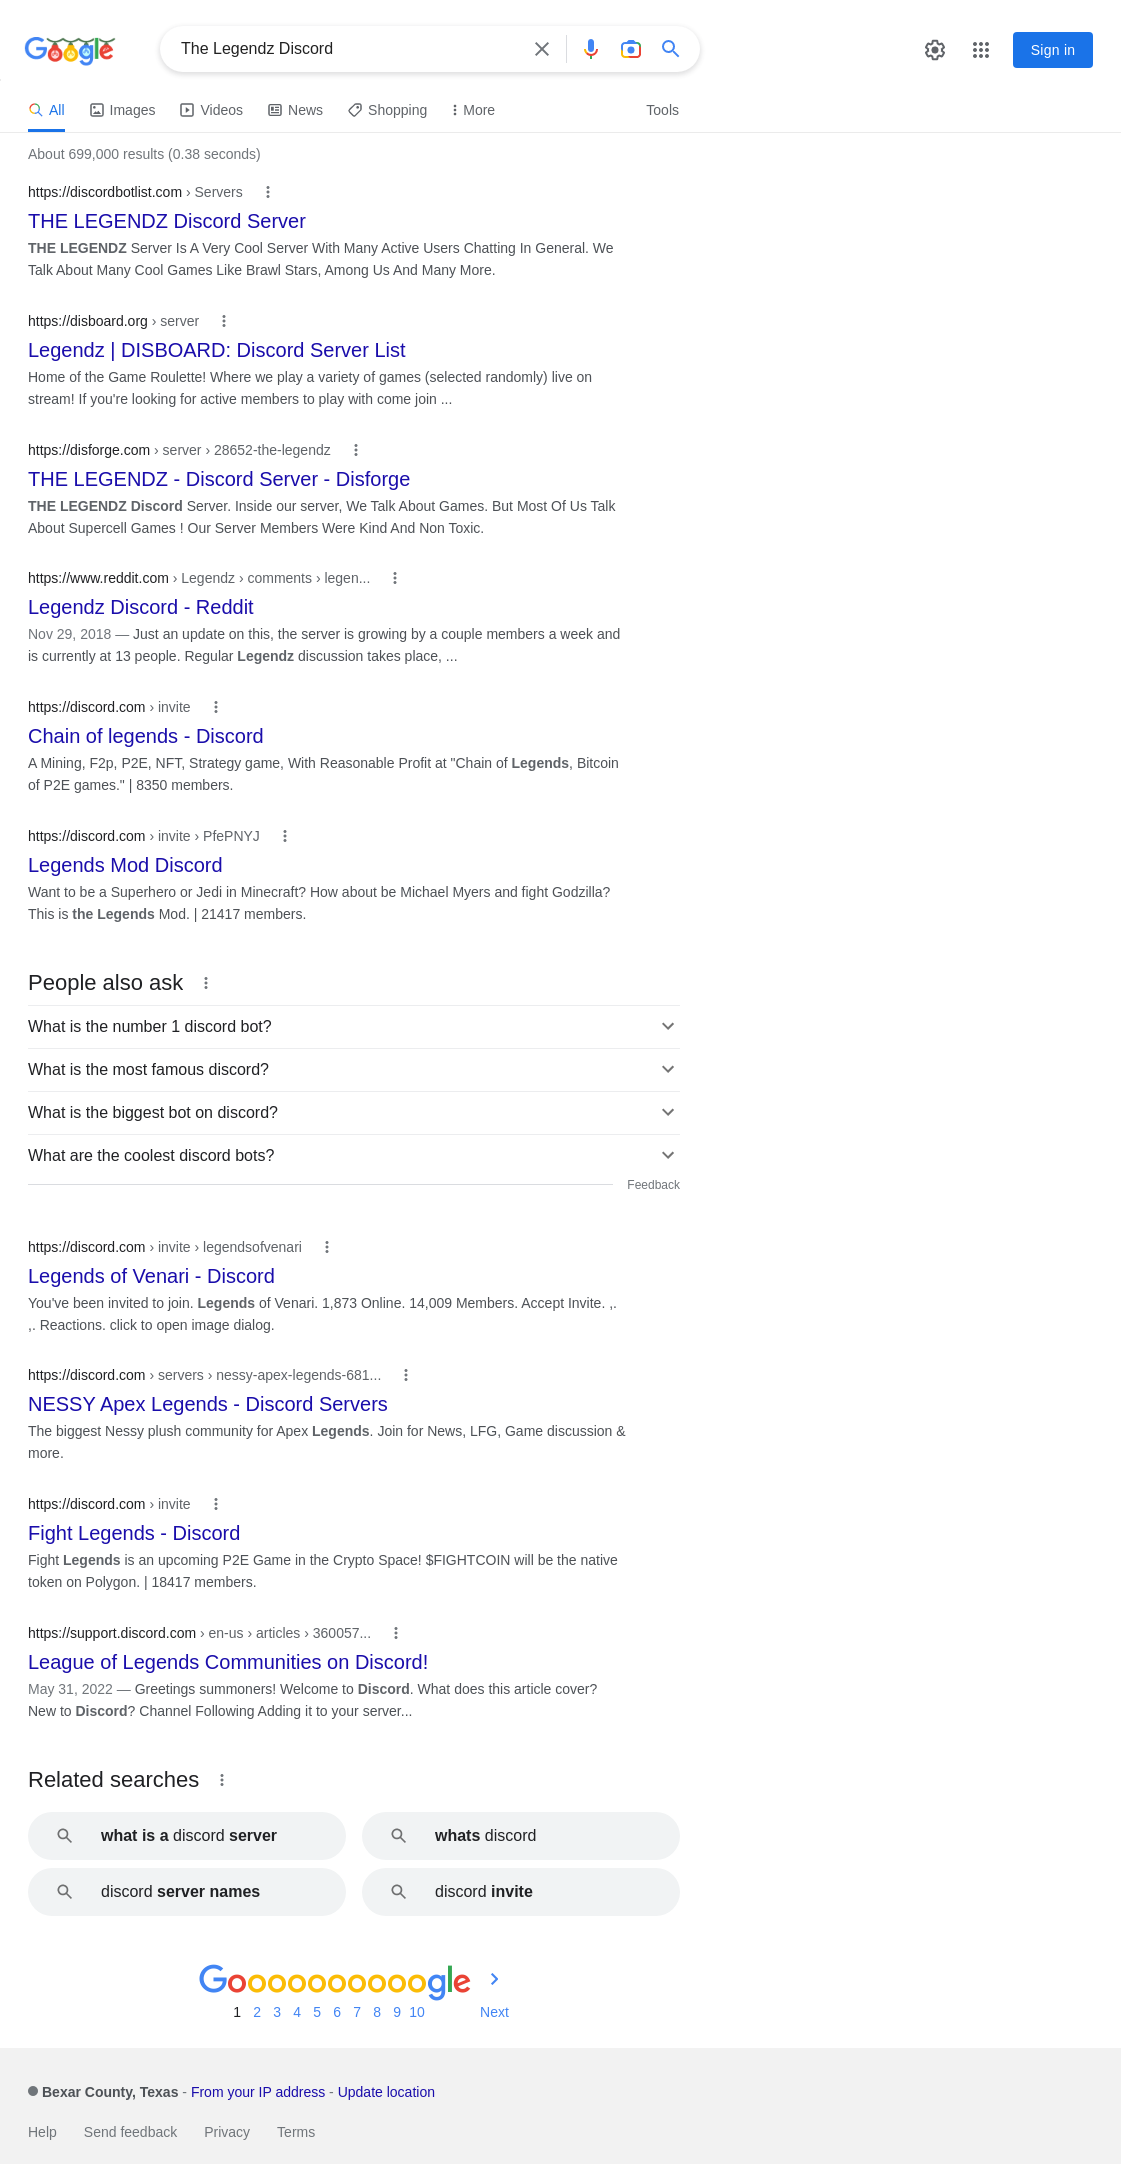 Google
The Legendz Discord
Sign in
All
Images
Videos
News
Shopping
More
Tools
About 699,000 results (0.38 seconds)
https://discordbotlist.com › Servers
THE LEGENDZ Discord Server
THE LEGENDZ Server Is A Very Cool Server With Many Active Users Chatting In General. We
Talk About Many Cool Games Like Brawl Stars, Among Us And Many More.
https://disboard.org › server
Legendz | DISBOARD: Discord Server List
Home of the Game Roulette! Where we play a variety of games (selected randomly) live on
stream! If you're looking for active members to play with come join ...
https://disforge.com › server › 28652-the-legendz
THE LEGENDZ - Discord Server - Disforge
THE LEGENDZ Discord Server. Inside our server, We Talk About Games. But Most Of Us Talk
About Supercell Games ! Our Server Members Were Kind And Non Toxic.
https://www.reddit.com › Legendz › comments › legen...
Legendz Discord - Reddit
Nov 29, 2018 — Just an update on this, the server is growing by a couple members a week and
is currently at 13 people. Regular Legendz discussion takes place, ...
https://discord.com › invite
Chain of legends - Discord
A Mining, F2p, P2E, NFT, Strategy game, With Reasonable Profit at "Chain of Legends, Bitcoin
of P2E games." | 8350 members.
https://discord.com › invite › PfePNYJ
Legends Mod Discord
Want to be a Superhero or Jedi in Minecraft? How about be Michael Myers and fight Godzilla?
This is the Legends Mod. | 21417 members.
People also ask
What is the number 1 discord bot?
What is the most famous discord?
What is the biggest bot on discord?
What are the coolest discord bots?
Feedback
https://discord.com › invite › legendsofvenari
Legends of Venari - Discord
You've been invited to join. Legends of Venari. 1,873 Online. 14,009 Members. Accept Invite. ,.
,. Reactions. click to open image dialog.
https://discord.com › servers › nessy-apex-legends-681...
NESSY Apex Legends - Discord Servers
The biggest Nessy plush community for Apex Legends. Join for News, LFG, Game discussion &
more.
https://discord.com › invite
Fight Legends - Discord
Fight Legends is an upcoming P2E Game in the Crypto Space! $FIGHTCOIN will be the native
token on Polygon. | 18417 members.
https://support.discord.com › en-us › articles › 360057...
League of Legends Communities on Discord!
May 31, 2022 — Greetings summoners! Welcome to Discord. What does this article cover?
New to Discord? Channel Following Adding it to your server...
Related searches
what is a discord server
whats discord
discord server names
discord invite
Goooooooooogle
1 2 3 4 5 6 7 8 9 10 Next
Bexar County, Texas - From your IP address - Update location
Help Send feedback Privacy Terms